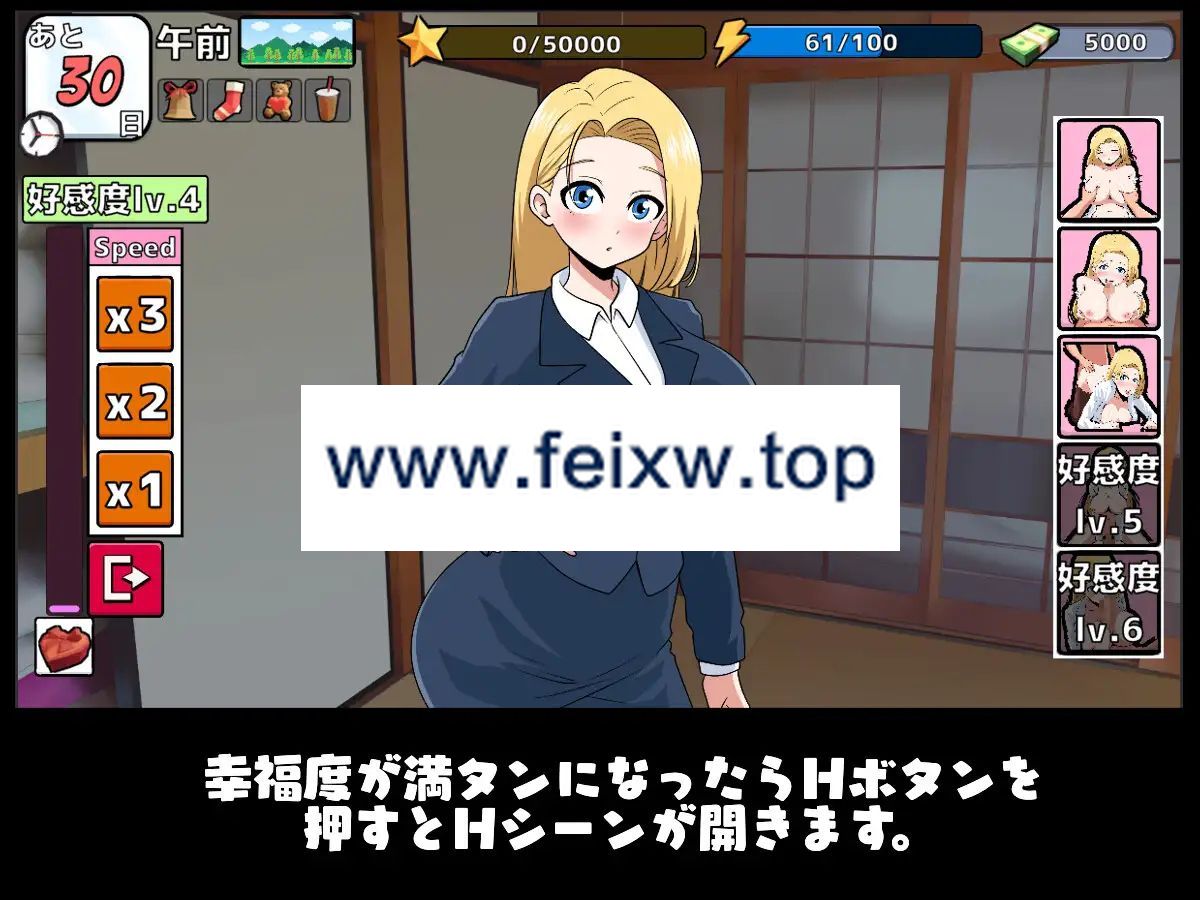 あと
30
日
午前
0/50000
61/100
5000
好感度lv.4
Speed
x3
x2
x1
www.feixw.top
好感度
lv.5
好感度
lv.6
幸福度が満タンになったらHボタンを
押すとHシーンが開きます。